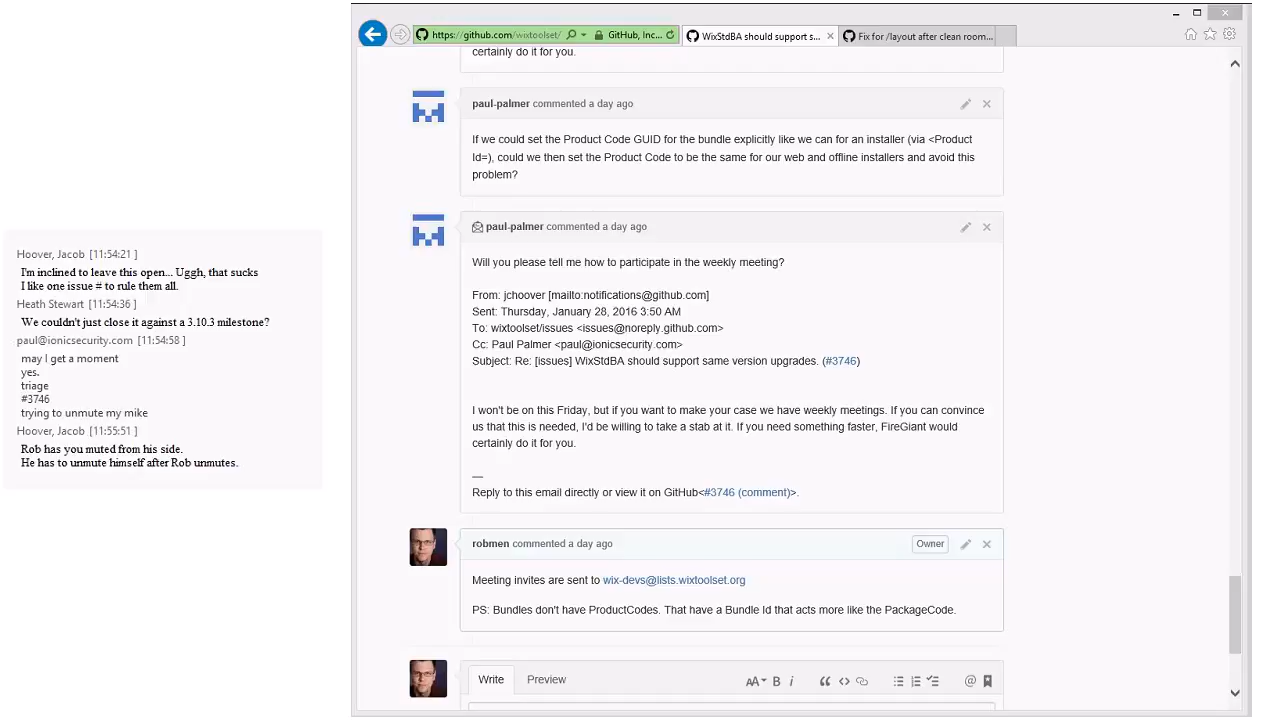 Hoover, Jacob [11:54:21 ]
I'm inclined to leave this open... Uggh, that sucks
I like one issue # to rule them all.
Heath Stewart [11:54:36 ]
We couldn't just close it against a 3.10.3 milestone?
paul@ionicsecurity.com [11:54:58 ]
may I get a moment
yes.
triage
#3746
trying to unmute my mike
Hoover, Jacob [11:55:51 ]
Rob has you muted from his side.
He has to unmute himself after Rob unmutes.
https://github.com/wixtoolset/
GitHub, Inc...
WixStdBA should support s...
Fix for /layout after clean room...
certainly do it for you.
paul-palmer commented a day ago
If we could set the Product Code GUID for the bundle explicitly like we can for an installer (via <Product
Id=), could we then set the Product Code to be the same for our web and offline installers and avoid this
problem?
paul-palmer commented a day ago
Will you please tell me how to participate in the weekly meeting?
From: jchoover [mailto:notifications@github.com]
Sent: Thursday, January 28, 2016 3:50 AM
To: wixtoolset/issues <issues@noreply.github.com>
Cc: Paul Palmer <paul@ionicsecurity.com>
Subject: Re: [issues] WixStdBA should support same version upgrades. (#3746)
I won't be on this Friday, but if you want to make your case we have weekly meetings. If you can convince
us that this is needed, I'd be willing to take a stab at it. If you need something faster, FireGiant would
certainly do it for you.
—
Reply to this email directly or view it on GitHub<#3746 (comment)>.
robmen commented a day ago
Owner
Meeting invites are sent to wix-devs@lists.wixtoolset.org
PS: Bundles don't have ProductCodes. That have a Bundle Id that acts more like the PackageCode.
Write
Preview
AA B i